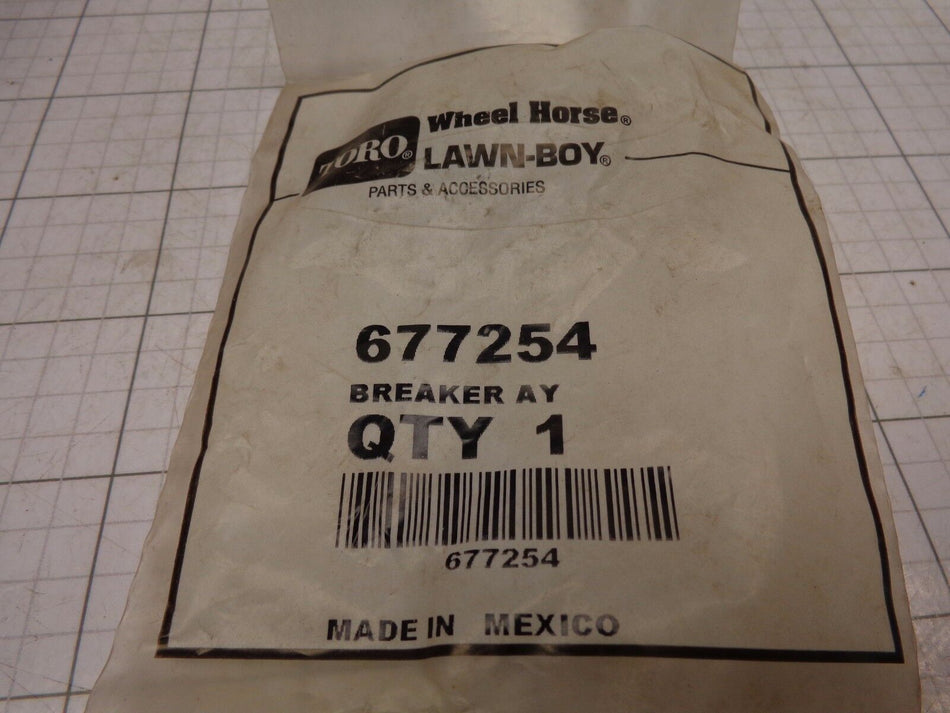 TORO® Wheel Horse®
LAWN-BOY®
PARTS & ACCESSORIES
677254
BREAKER AY
QTY 1
677254
MADE IN MEXICO